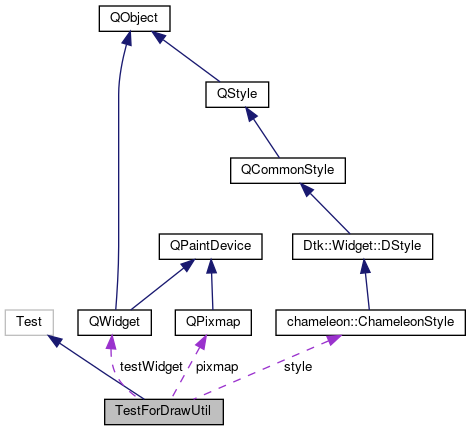 QObject
QStyle
QCommonStyle
QPaintDevice
Dtk::Widget::DStyle
Test
QWidget
QPixmap
chameleon::ChameleonStyle
testWidget
pixmap
style
TestForDrawUtil